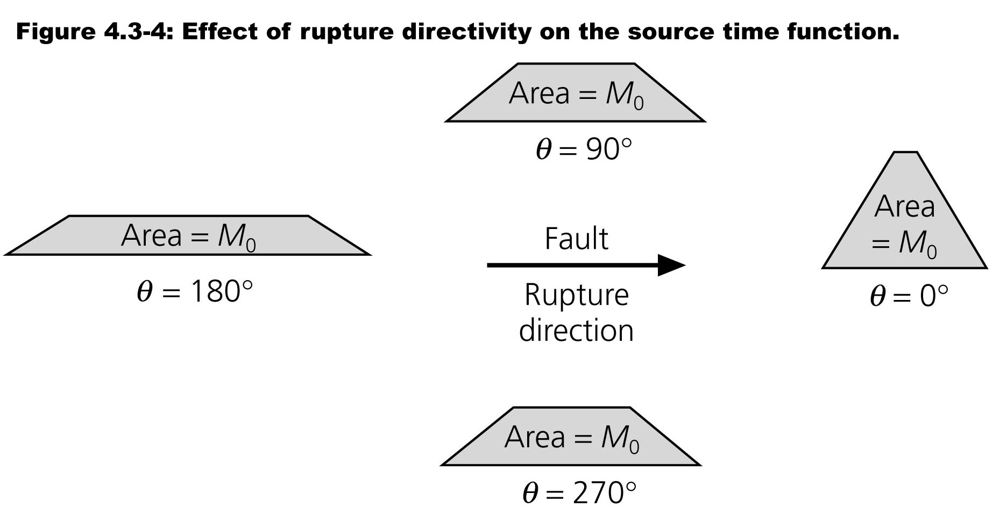 Figure 4.3-4: Effect of rupture directivity on the source time function.
Area = M₀
θ = 90°
Area
= M₀
θ = 0°
Area = M₀
θ = 180°
Fault
Rupture
direction
Area = M₀
θ = 270°